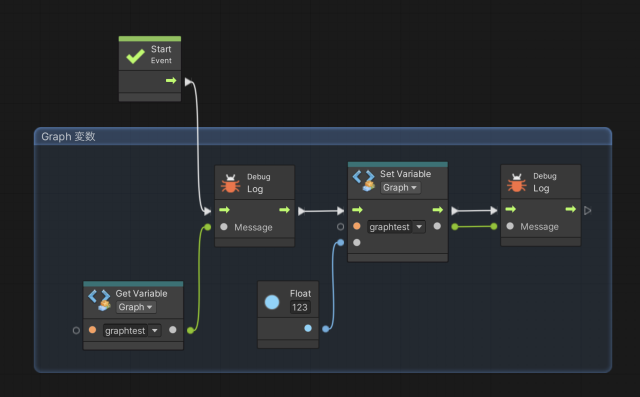 Start
Event
Graph 変数
Debug
Log
Message
Set Variable
Graph
graphtest
Debug
Log
Message
Get Variable
Graph
graphtest
Float
123